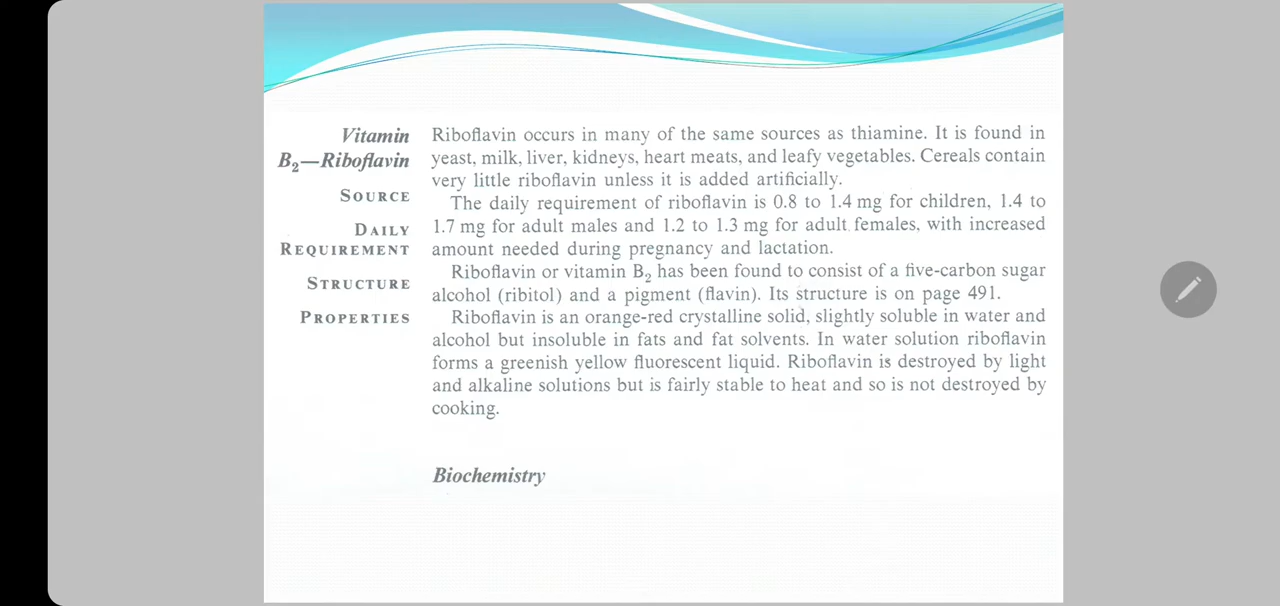 Vitamin
B₂—Riboflavin
SOURCE
DAILY
REQUIREMENT
STRUCTURE
PROPERTIES
Riboflavin occurs in many of the same sources as thiamine. It is found in
yeast, milk, liver, kidneys, heart meats, and leafy vegetables. Cereals contain
very little riboflavin unless it is added artificially.
The daily requirement of riboflavin is 0.8 to 1.4 mg for children, 1.4 to
1.7 mg for adult males and 1.2 to 1.3 mg for adult females, with increased
amount needed during pregnancy and lactation.
Riboflavin or vitamin B₂ has been found to consist of a five-carbon sugar
alcohol (ribitol) and a pigment (flavin). Its structure is on page 491.
Riboflavin is an orange-red crystalline solid, slightly soluble in water and
alcohol but insoluble in fats and fat solvents. In water solution riboflavin
forms a greenish yellow fluorescent liquid. Riboflavin is destroyed by light
and alkaline solutions but is fairly stable to heat and so is not destroyed by
cooking.
Biochemistry